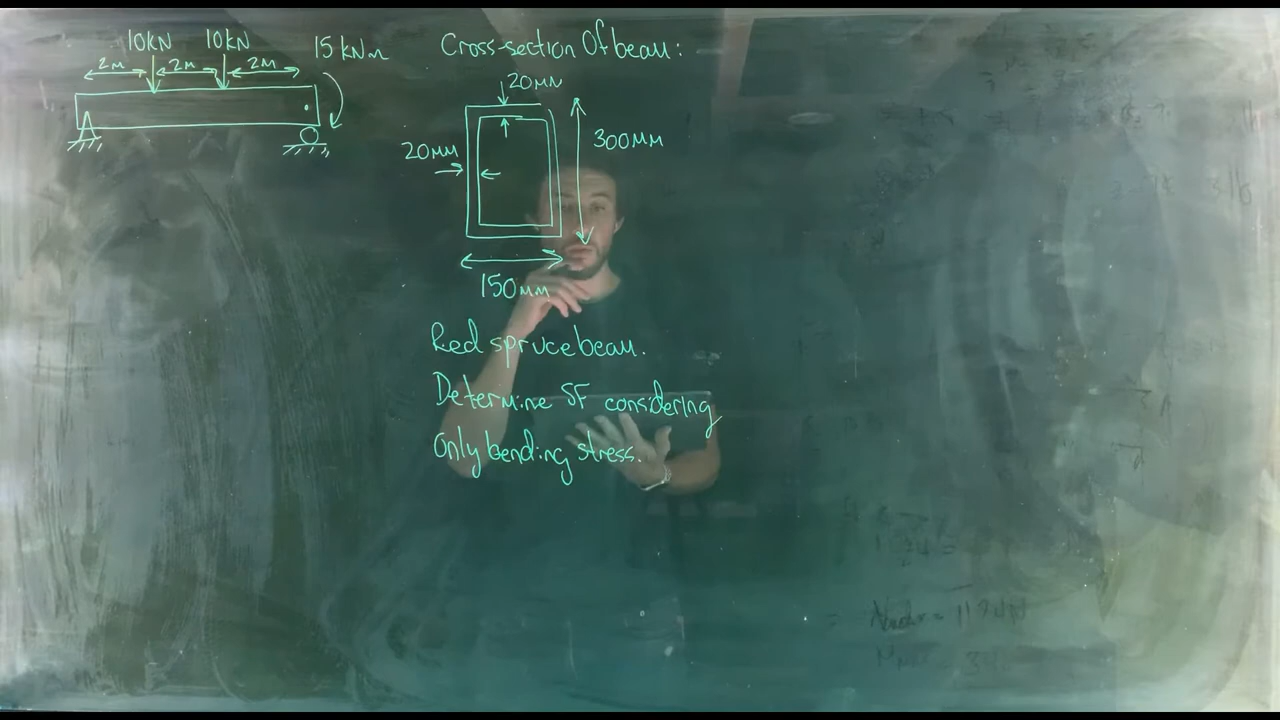 10kN 10kN 15 kNm
2m 2m 2m
Cross-section Of beam:
20mm
300mm
20mm
150mm
Red spruce beam.
Determine SF considering
Only bending stress.